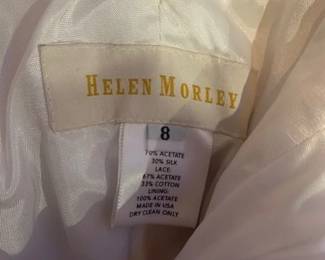 HELEN MORLEY
8
70% ACETATE
30% SILK
LACE:
67% ACETATE
33% COTTON
LINING:
100% ACETATE
MADE IN USA
DRY CLEAN ONLY